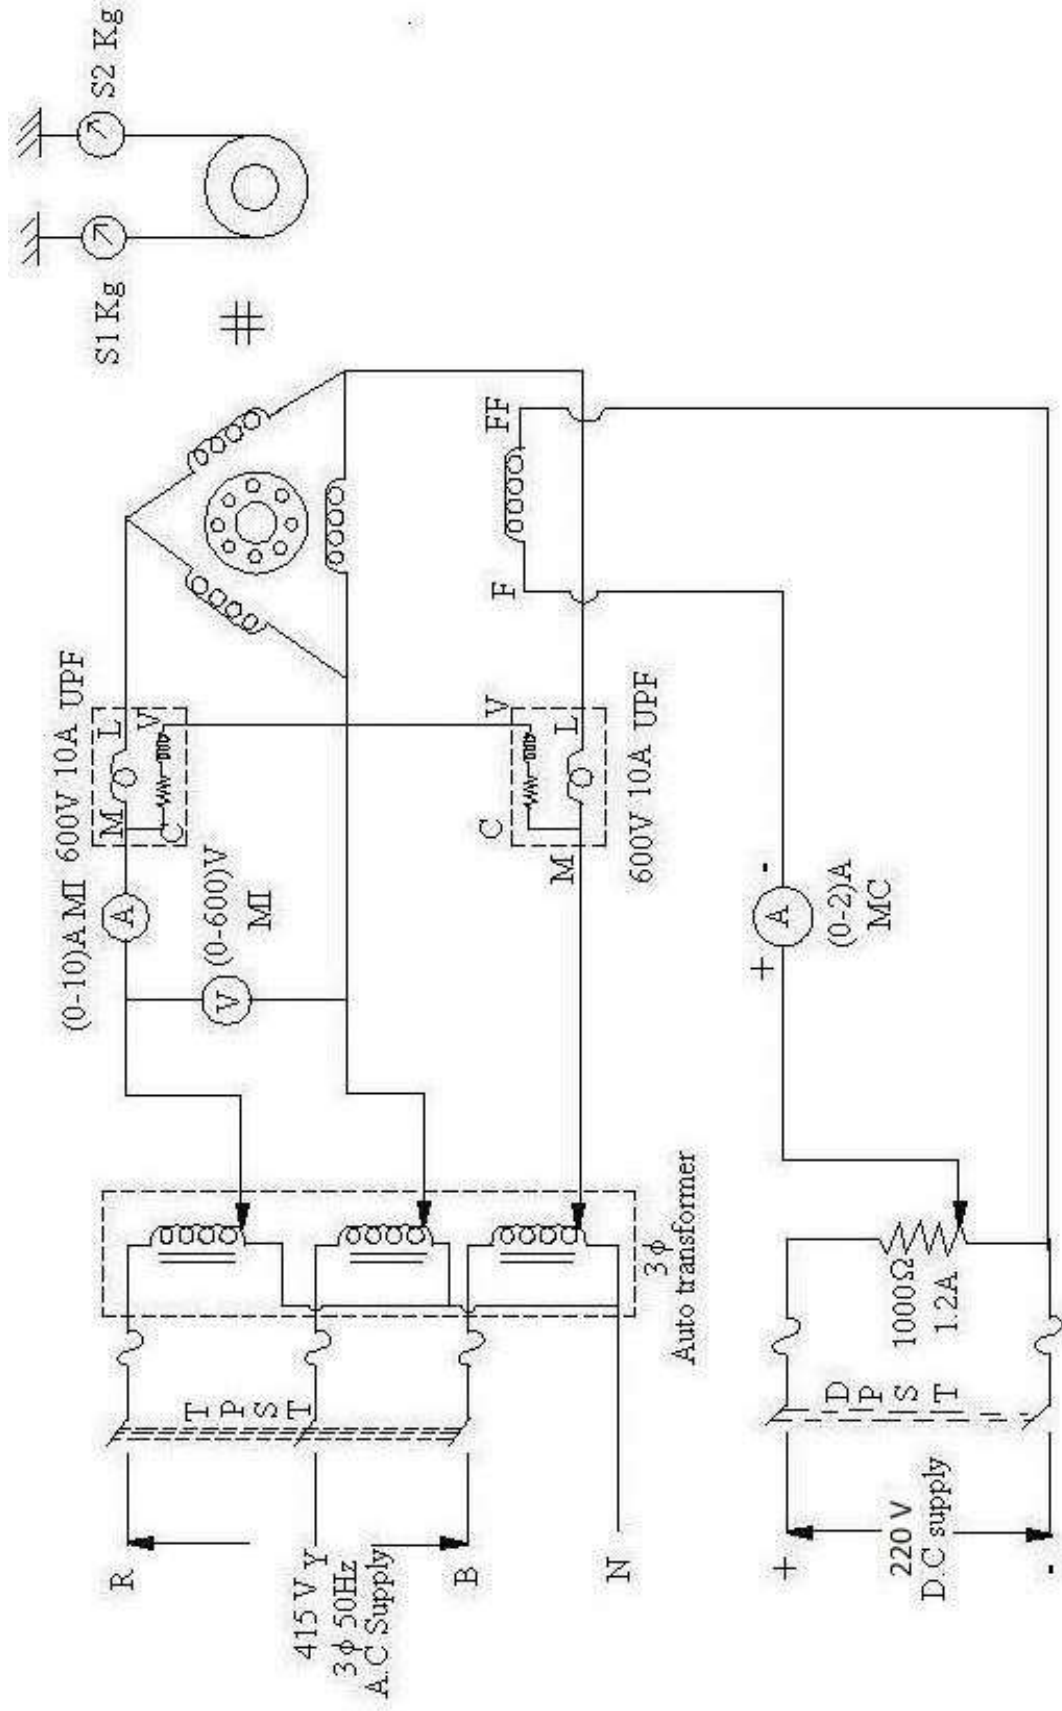 R
415 V Y
3ϕ 50Hz
A.C Supply
B
N
T
P
S
T
3 ϕ
Auto transformer
(0-10)A MI
A
V
(0-600)V
MI
600V 10A UPF
M
L
C
V
C
V
M
L
600V 10A UPF
F
FF
S1 Kg
S2 Kg
#
+
220 V
D.C supply
-
D
P
S
T
1000Ω
1.2A
+
A
-
(0-2)A
MC